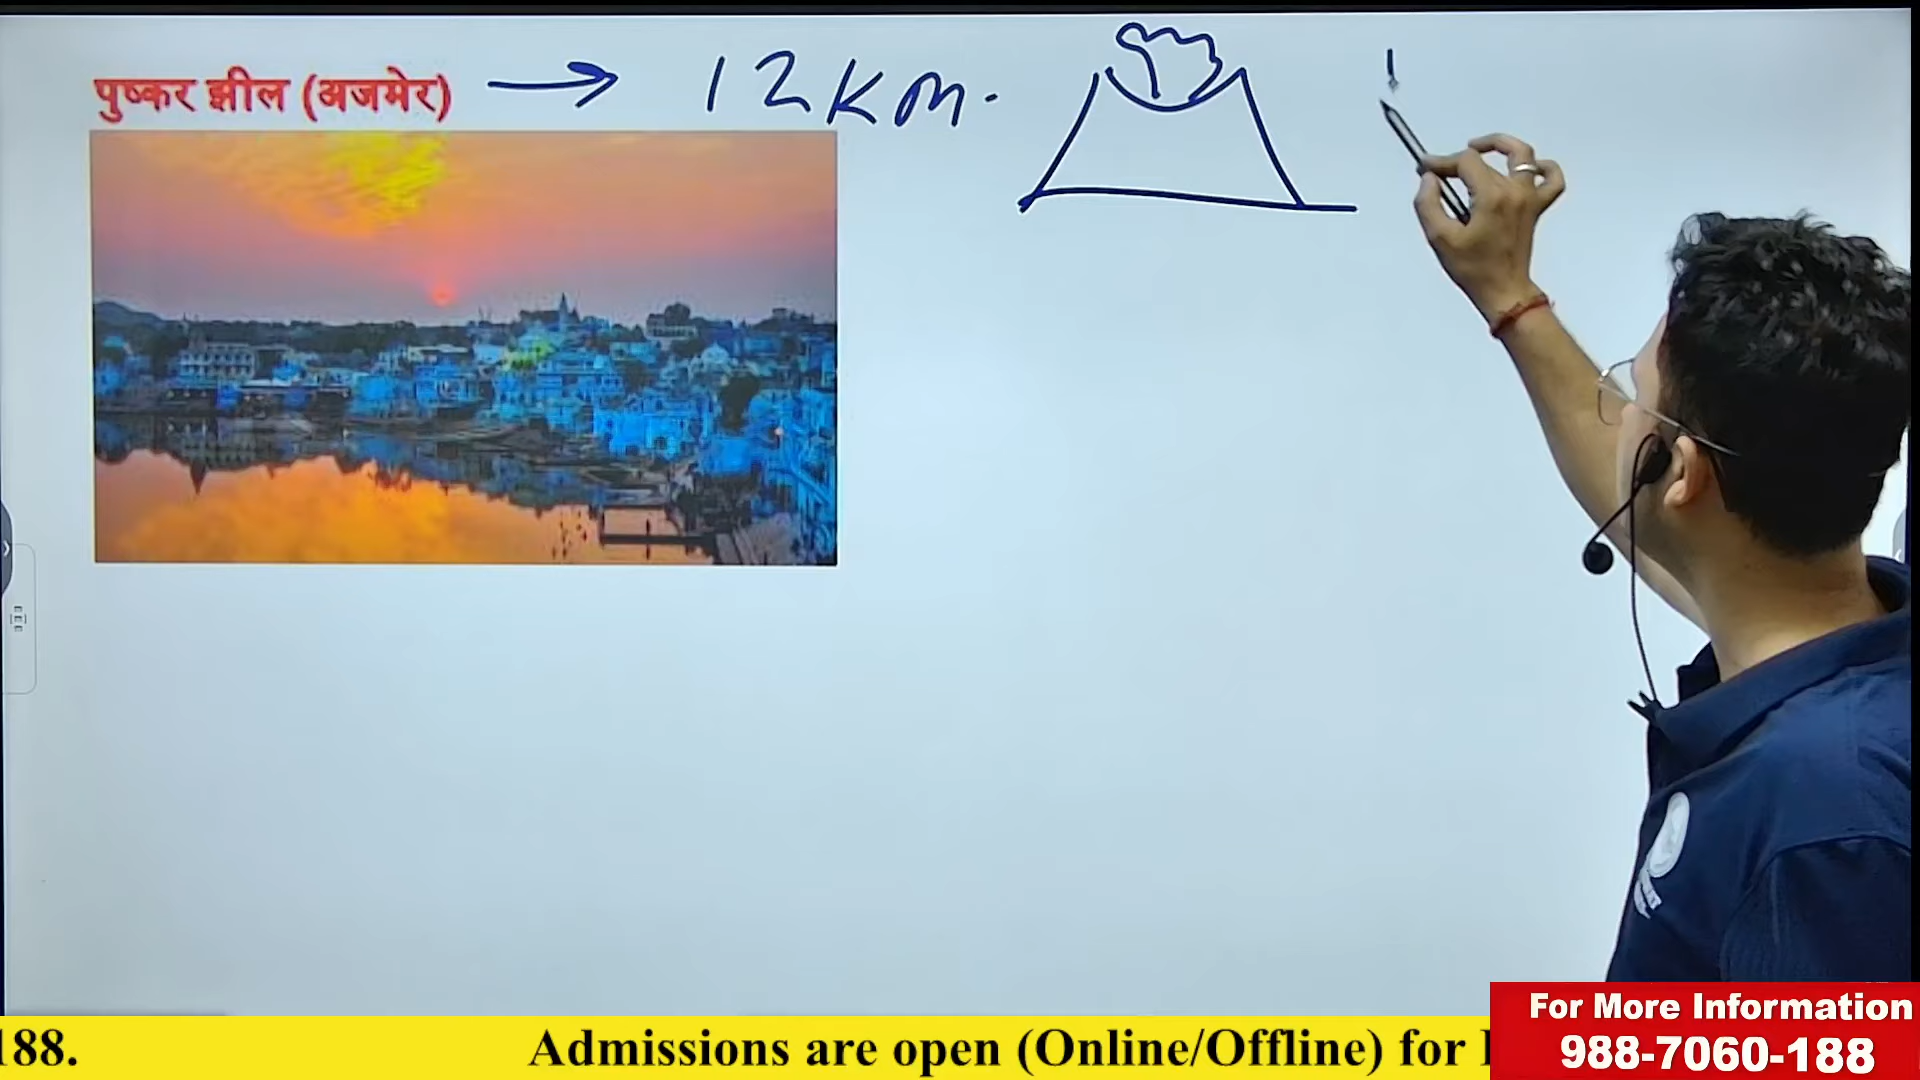 पुष्कर झील (अजमेर) → 12 Km.
188. Admissions are open (Online/Offline) for
For More Information
988-7060-188